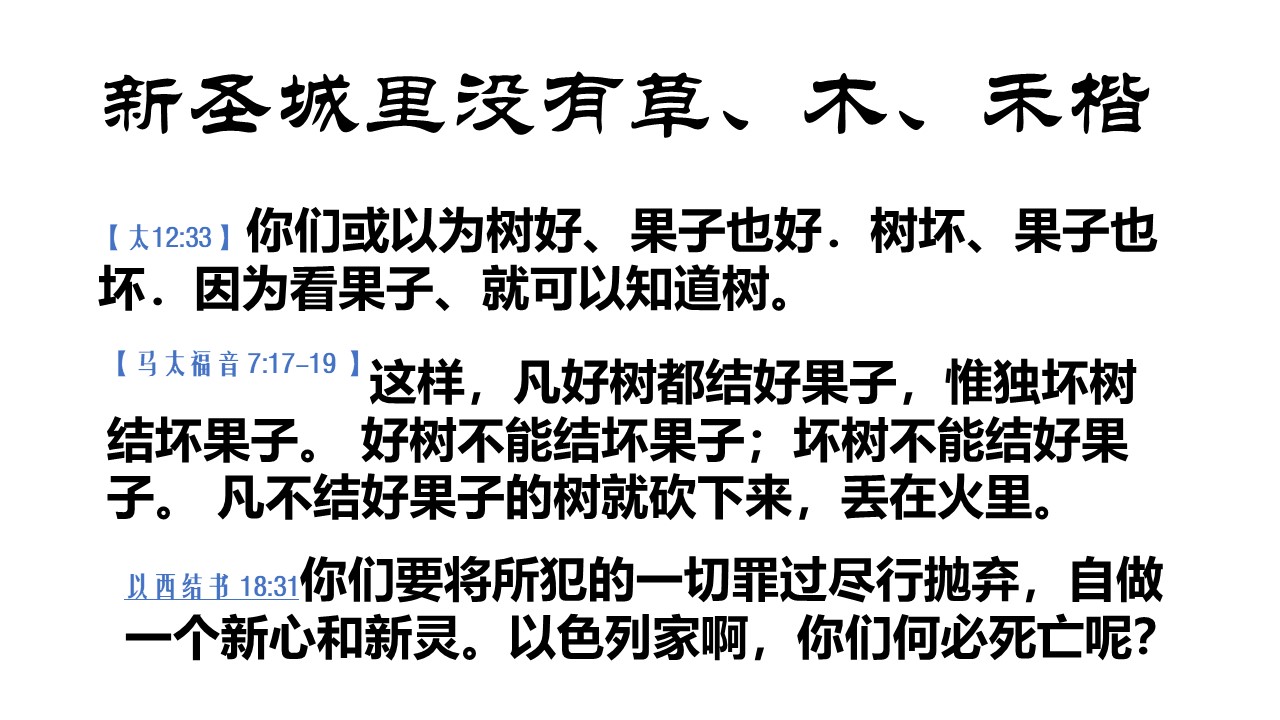 新圣城里没有草、木、禾楷
【太12:33】你们或以为树好、果子也好．树坏、果子也
坏．因为看果子、就可以知道树。
【马太福音 7:17-19 】这样，凡好树都结好果子，惟独坏树
结坏果子。 好树不能结坏果子；坏树不能结好果
子。 凡不结好果子的树就砍下来，丢在火里。
以西结书 18:31你们要将所犯的一切罪过尽行抛弃，自做
一个新心和新灵。以色列家啊，你们何必死亡呢？